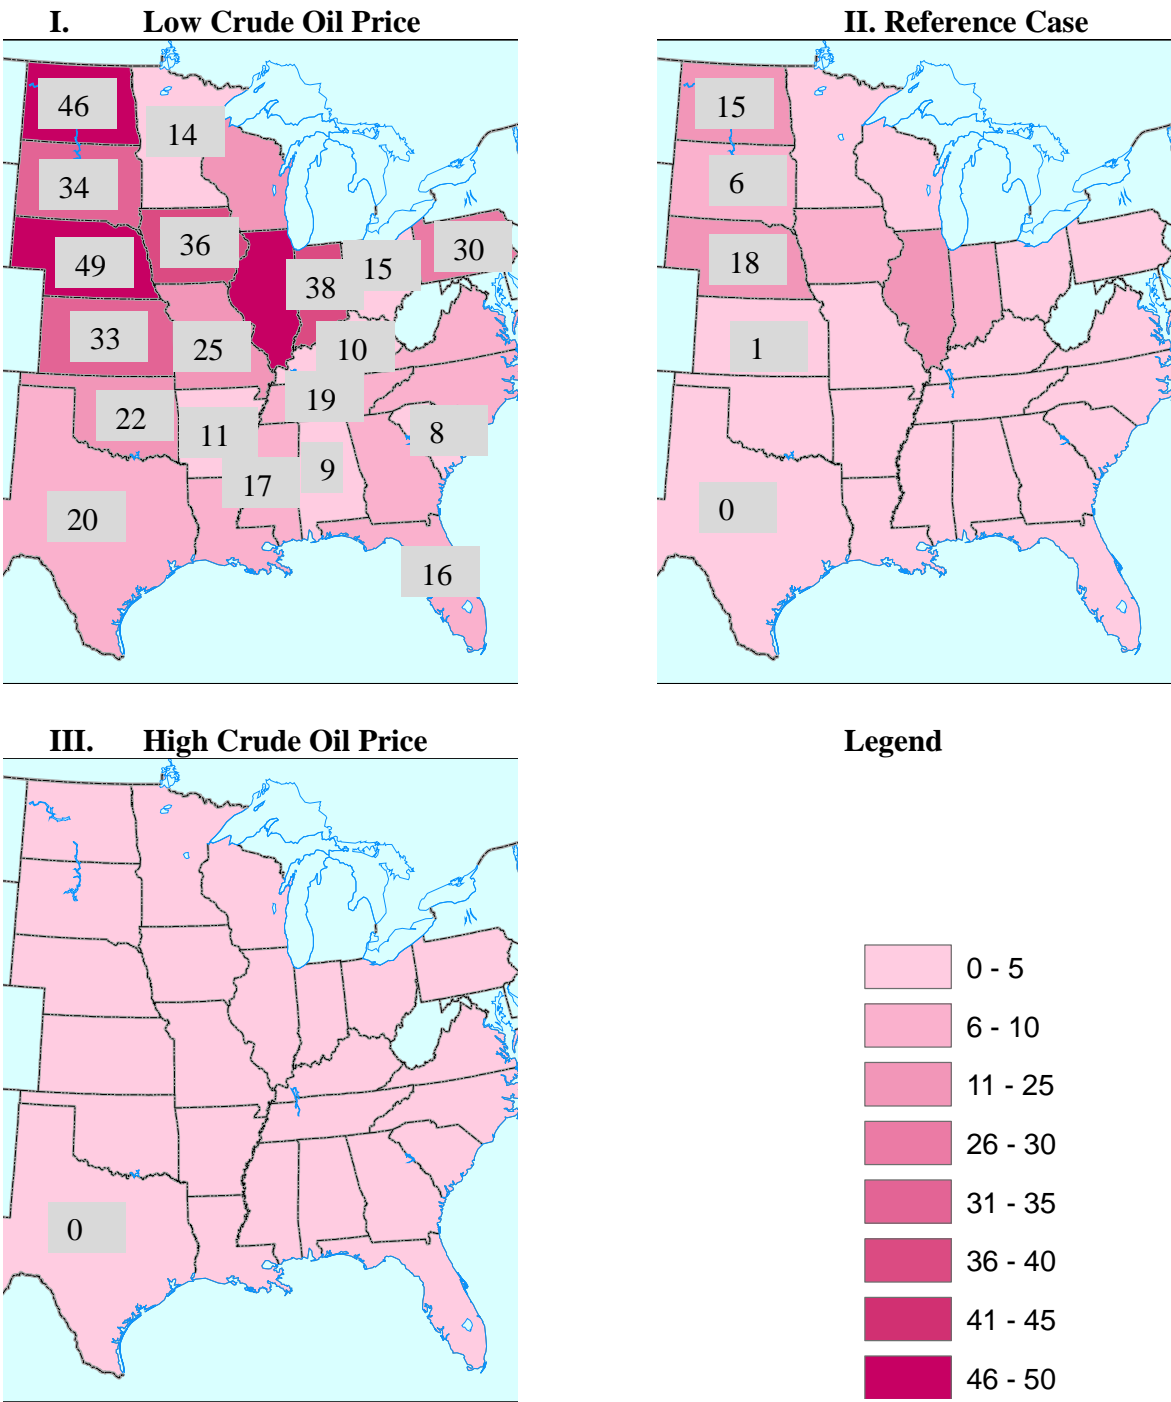 I. Low Crude Oil Price
II. Reference Case
46
14
34
36
30
49
15
38
33
25
10
19
22
11
8
9
17
20
16
15
6
18
1
0
III. High Crude Oil Price
Legend
0
0 - 5
6 - 10
11 - 25
26 - 30
31 - 35
36 - 40
41 - 45
46 - 50